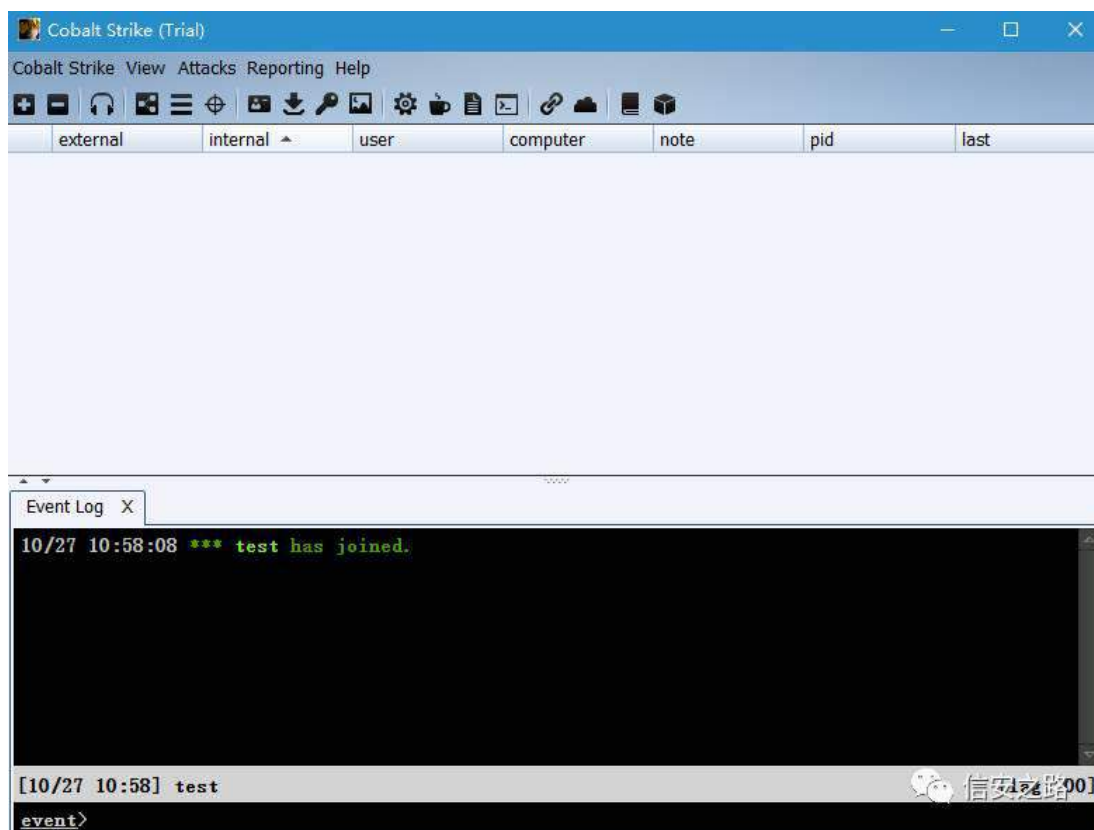 Cobalt Strike (Trial)
Cobalt Strike View Attacks Reporting Help
external internal user computer note pid last
Event Log X
10/27 10:58:08 *** test has joined.
[10/27 10:58] test 00]
信安之路
event>